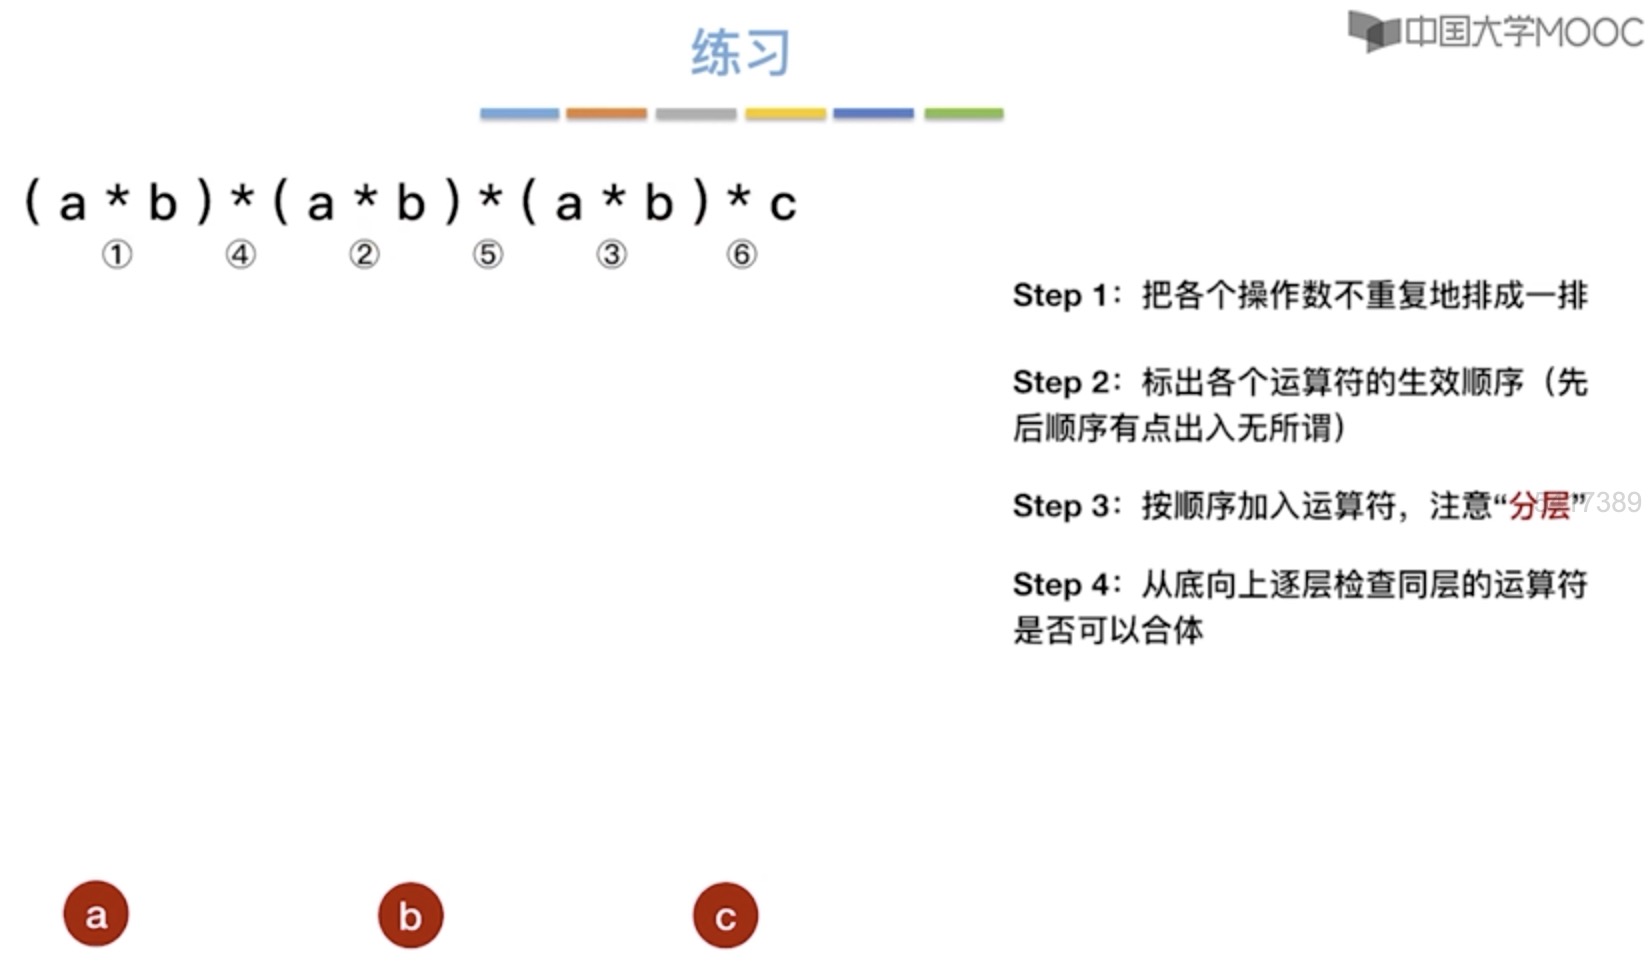 中国大学MOOC
练习
(a*b)*(a*b)*(a*b)*c
① ④ ② ⑤ ③ ⑥
Step 1：把各个操作数不重复地排成一排
Step 2：标出各个运算符的生效顺序（先
后顺序有点出入无所谓）
Step 3：按顺序加入运算符，注意“分层”
7389
Step 4：从底向上逐层检查同层的运算符
是否可以合体
a b c